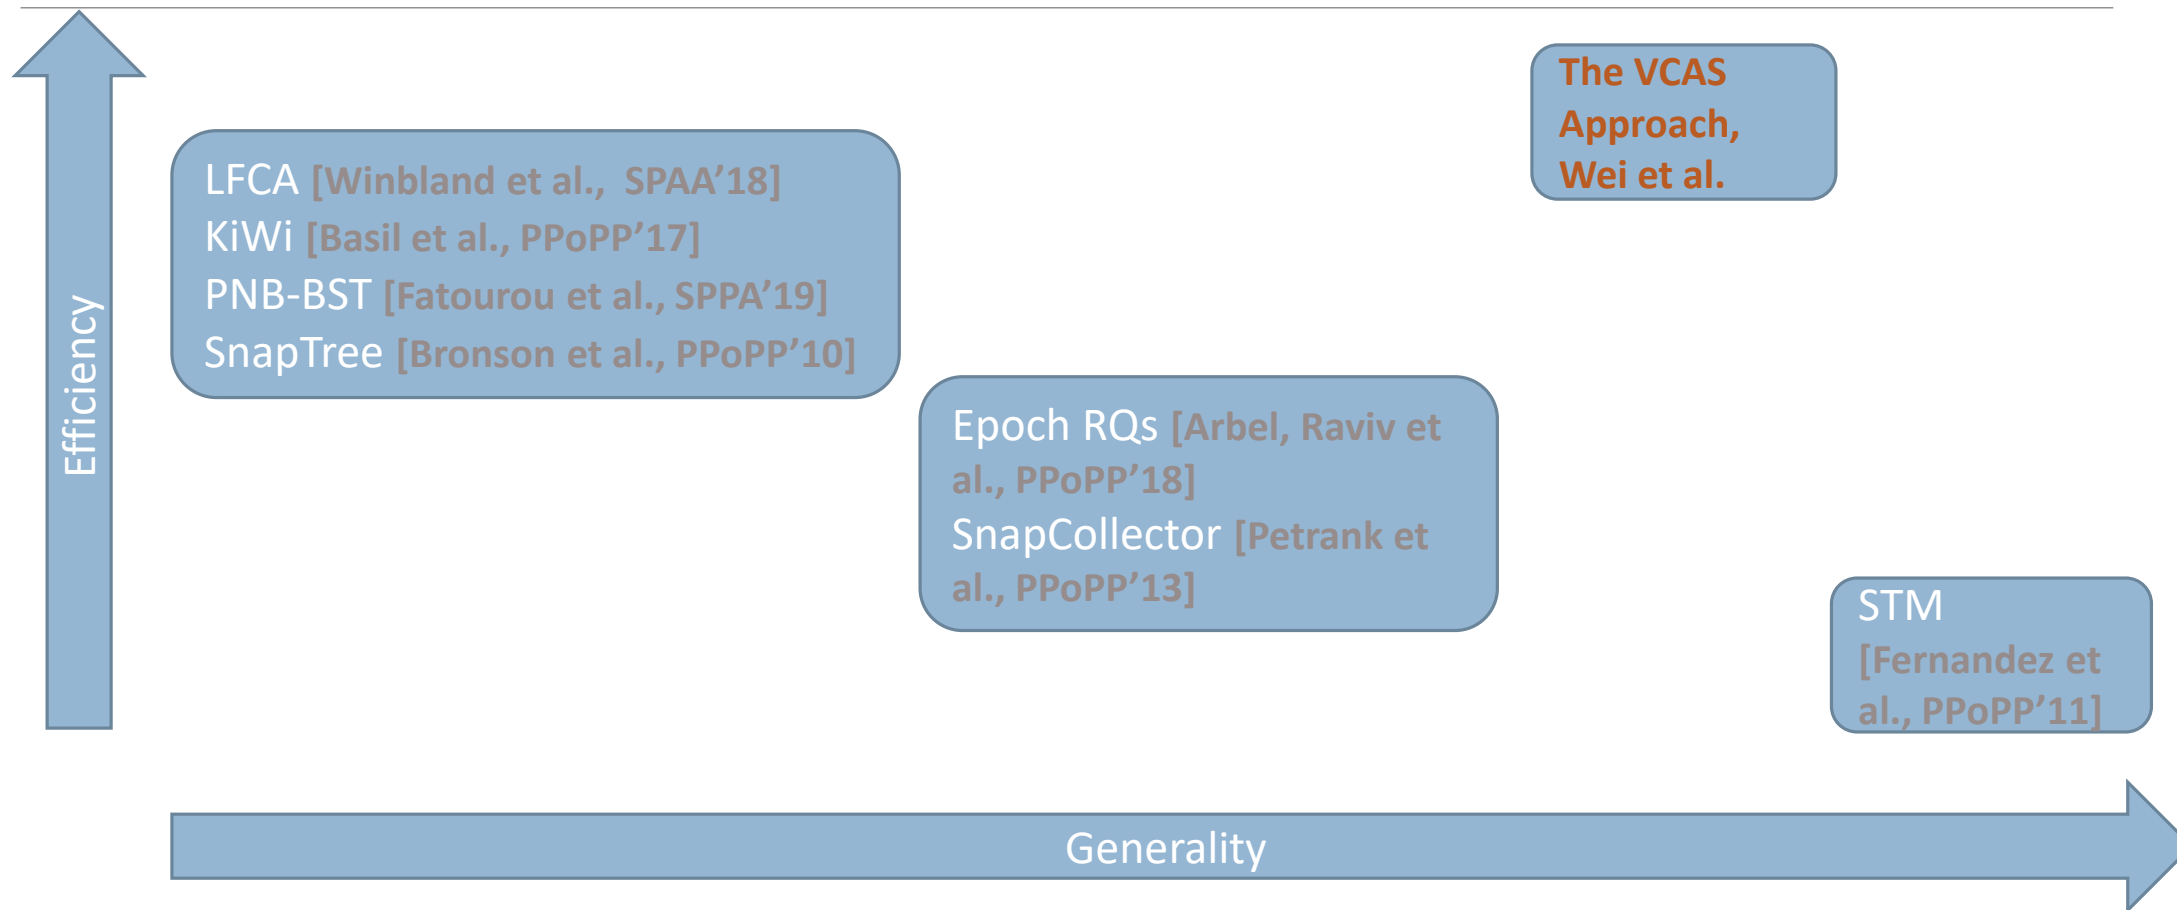 Efficiency
LFCA [Winbland et al., SPAA’18]
KiWi [Basil et al., PPoPP’17]
PNB-BST [Fatourou et al., SPPA’19]
SnapTree [Bronson et al., PPoPP’10]
Epoch RQs [Arbel, Raviv et
al., PPoPP’18]
SnapCollector [Petrank et
al., PPoPP’13]
The VCAS
Approach,
Wei et al.
STM
[Fernandez et
al., PPoPP’11]
Generality